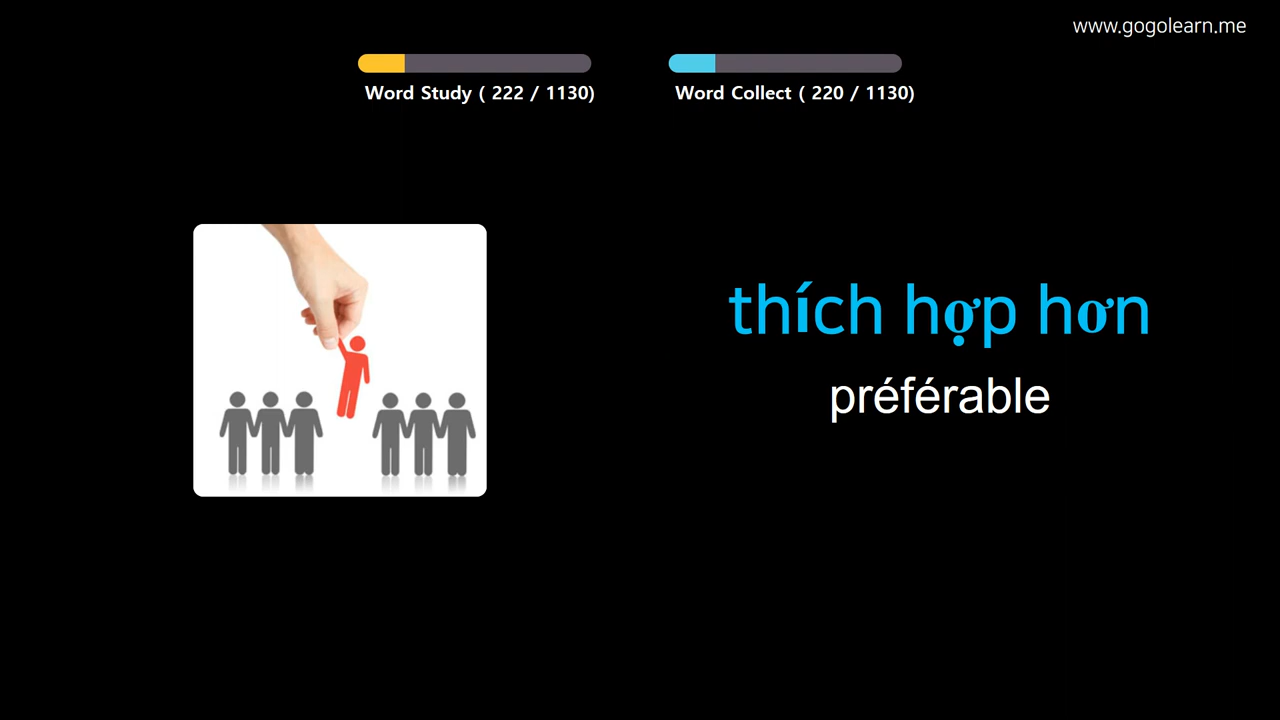 www.gogolearn.me
Word Study ( 222 / 1130)
Word Collect ( 220 / 1130)
thích hợp hơn
préférable